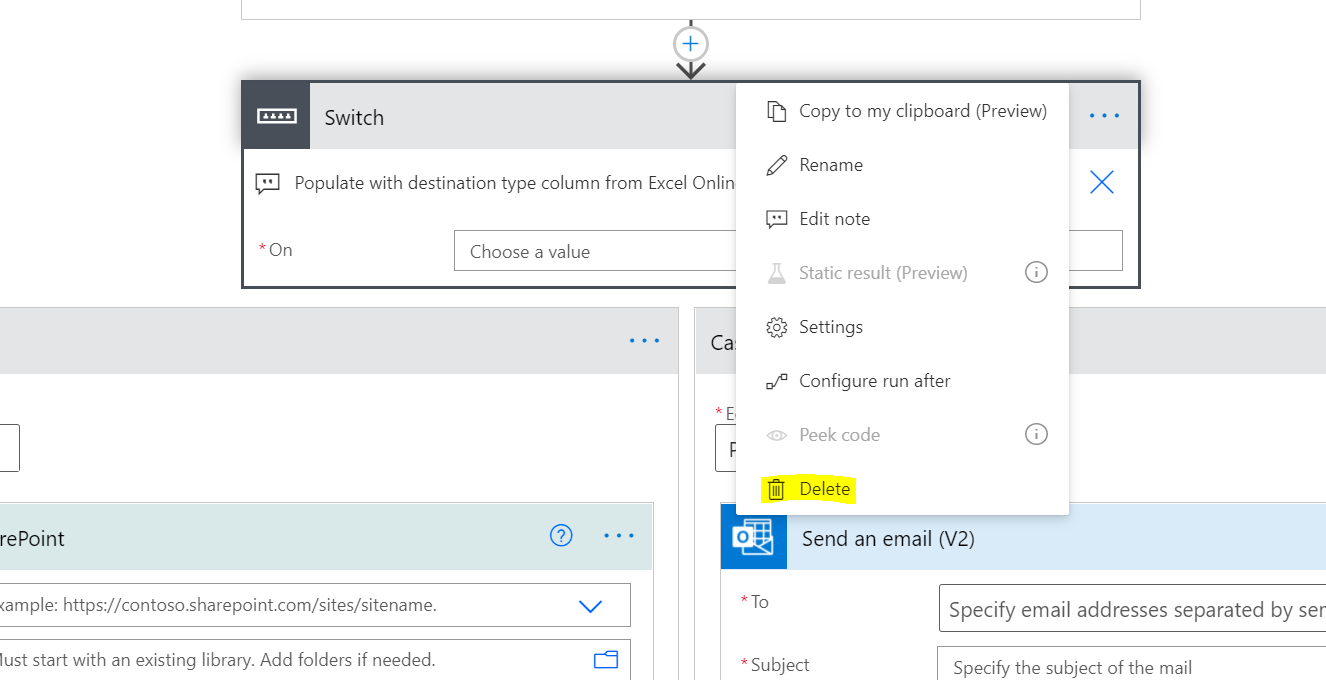 Switch
Populate with destination type column from Excel Onlin
* On
Choose a value
Copy to my clipboard (Preview)
Rename
Edit note
Static result (Preview)
Settings
Configure run after
Peek code
Delete
rePoint
xample: https://contoso.sharepoint.com/sites/sitename.
ust start with an existing library. Add folders if needed.
Cas
* E
Send an email (V2)
* To
Specify email addresses separated by sem
* Subject
Specify the subject of the mail